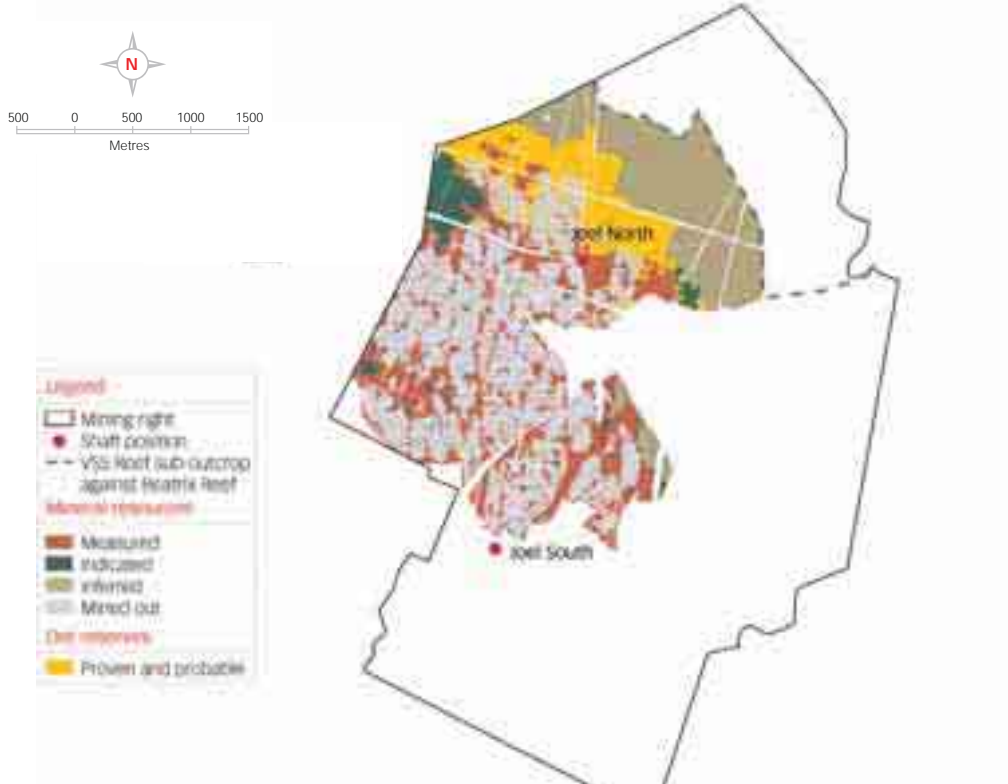 N
500 0 500 1000 1500
Metres
Joel North
Legend
Mining right
Shaft position
VS5 Reef sub-outcrop
against Beatrix Reef
Mineral resources
Measured
Indicated
Inferred
Mined out
Ore reserves
Proven and probable
Joel South